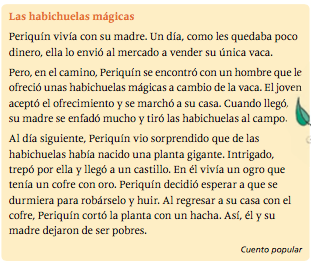 Las habichuelas mágicas
Periquín vivía con su madre. Un día, como les quedaba poco
dinero, ella lo envió al mercado a vender su única vaca.
Pero, en el camino, Periquín se encontró con un hombre que le
ofreció unas habichuelas mágicas a cambio de la vaca. El joven
aceptó el ofrecimiento y se marchó a su casa. Cuando llegó,
su madre se enfadó mucho y tiró las habichuelas al campo.
Al día siguiente, Periquín vio sorprendido que de las
habichuelas había nacido una planta gigante. Intrigado,
trepó por ella y llegó a un castillo. En él vivía un ogro que
tenía un cofre con oro. Periquín decidió esperar a que se
durmiera para robárselo y huir. Al regresar a su casa con el
cofre, Periquín cortó la planta con un hacha. Así, él y su
madre dejaron de ser pobres.
Cuento popular